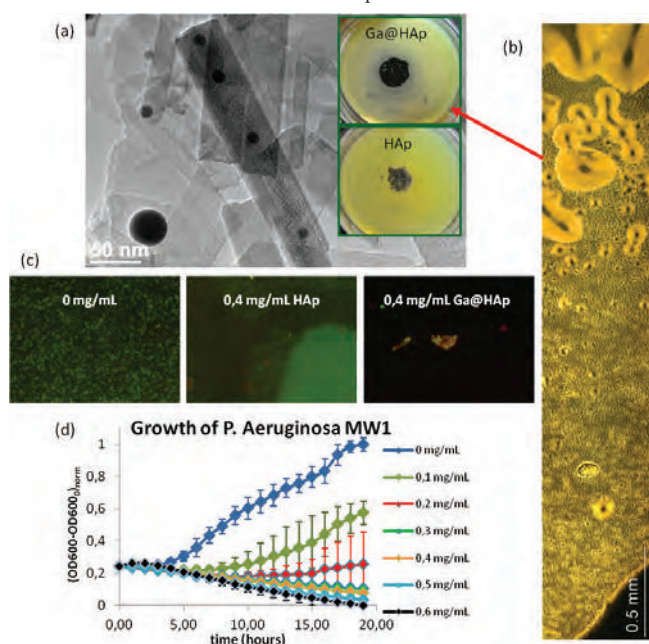 (a)
Ga@HAp
HAp
50 nm
(b)
0.5 mm
(c)
0 mg/mL
0,4 mg/mL HAp
0,4 mg/mL Ga@HAp
(d)
Growth of P. Aeruginosa MW1
(OD600-OD600₀)norm
1
0,8
0,6
0,4
0,2
0
0,00
5,00
10,00
15,00
20,00
time (hours)
0 mg/mL
0,1 mg/mL
0,2 mg/mL
0,3 mg/mL
0,4 mg/mL
0,5 mg/mL
0,6 mg/mL